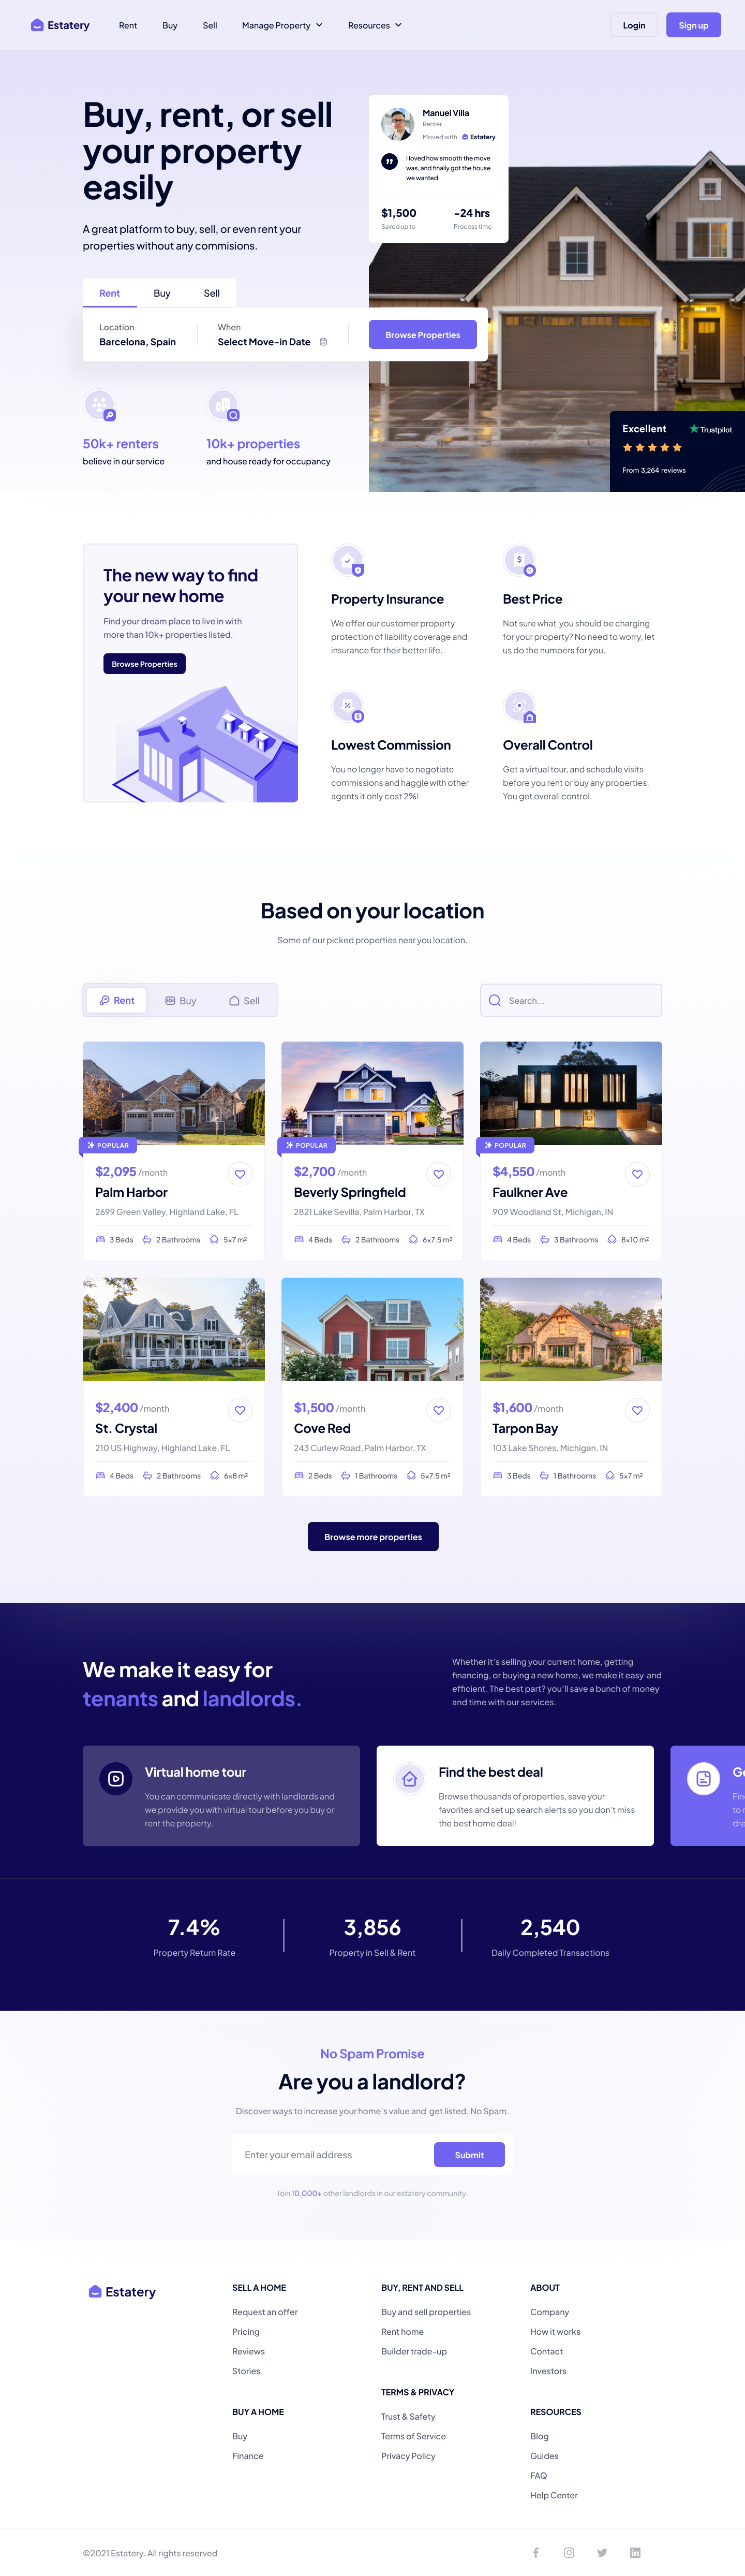 Estatery
Rent
Buy
Sell
Manage Property
Resources
Login
Sign up
Buy, rent, or sell
your property
easily
A great platform to buy, sell, or even rent your
properties without any commisions.
Manuel Villa
Renter
Moved with Estatery
I loved how smooth the move
was, and finally got the house
we wanted.
$1,500
Saved up to
-24 hrs
Process time
Rent
Buy
Sell
Location
Barcelona, Spain
When
Select Move-in Date
Browse Properties
50k+ renters
believe in our service
10k+ properties
and house ready for occupancy
Excellent
Trustpilot
From 3,264 reviews
The new way to find
your new home
Find your dream place to live in with
more than 10k+ properties listed.
Browse Properties
Property Insurance
We offer our customer property
protection of liability coverage and
insurance for their better life.
Best Price
Not sure what you should be charging
for your property? No need to worry, let
us do the numbers for you.
Lowest Commission
You no longer have to negotiate
commissions and haggle with other
agents it only cost 2%!
Overall Control
Get a virtual tour, and schedule visits
before you rent or buy any properties.
You get overall control.
Based on your location
Some of our picked properties near you location.
Rent
Buy
Sell
Search...
POPULAR
$2,095 /month
Palm Harbor
2699 Green Valley, Highland Lake, FL
3 Beds
2 Bathrooms
5x7 m²
POPULAR
$2,700 /month
Beverly Springfield
2821 Lake Sevilla, Palm Harbor, TX
4 Beds
2 Bathrooms
6x7.5 m²
POPULAR
$4,550 /month
Faulkner Ave
909 Woodland St, Michigan, IN
4 Beds
3 Bathrooms
8x10 m²
$2,400 /month
St. Crystal
210 US Highway, Highland Lake, FL
4 Beds
2 Bathrooms
6x8 m²
$1,500 /month
Cove Red
243 Curlew Road, Palm Harbor, TX
2 Beds
1 Bathrooms
5x7.5 m²
$1,600 /month
Tarpon Bay
103 Lake Shores, Michigan, IN
3 Beds
1 Bathrooms
5x7 m²
Browse more properties
We make it easy for
tenants and landlords.
Whether it's selling your current home, getting
financing, or buying a new home, we make it easy and
efficient. The best part? you'll save a bunch of money
and time with our services.
Virtual home tour
You can communicate directly with landlords and
we provide you with virtual tour before you buy or
rent the property.
Find the best deal
Browse thousands of properties, save your
favorites and set up search alerts so you don't miss
the best home deal!
Ge
Fin
to r
dre
7.4%
Property Return Rate
3,856
Property in Sell & Rent
2,540
Daily Completed Transactions
No Spam Promise
Are you a landlord?
Discover ways to increase your home's value and get listed. No Spam.
Enter your email address
Submit
Join 10,000+ other landlords in our estatery community.
Estatery
SELL A HOME
Request an offer
Pricing
Reviews
Stories
BUY A HOME
Buy
Finance
BUY, RENT AND SELL
Buy and sell properties
Rent home
Builder trade-up
TERMS & PRIVACY
Trust & Safety
Terms of Service
Privacy Policy
ABOUT
Company
How it works
Contact
Investors
RESOURCES
Blog
Guides
FAQ
Help Center
©2021 Estatery. All rights reserved